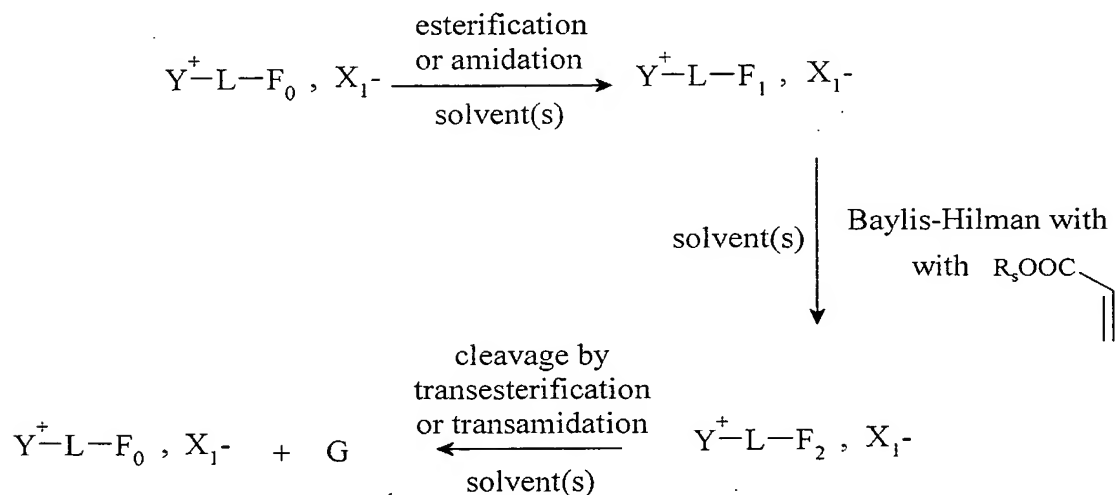 esterification
or amidation
Y⁺—L—F₀ , X₁-
solvent(s)
Y⁺—L—F₁ , X₁-
solvent(s)
Baylis-Hilman with
with RₛOOC
cleavage by
transesterification
or transamidation
Y⁺—L—F₀ , X₁- + G
solvent(s)
Y⁺—L—F₂ , X₁-